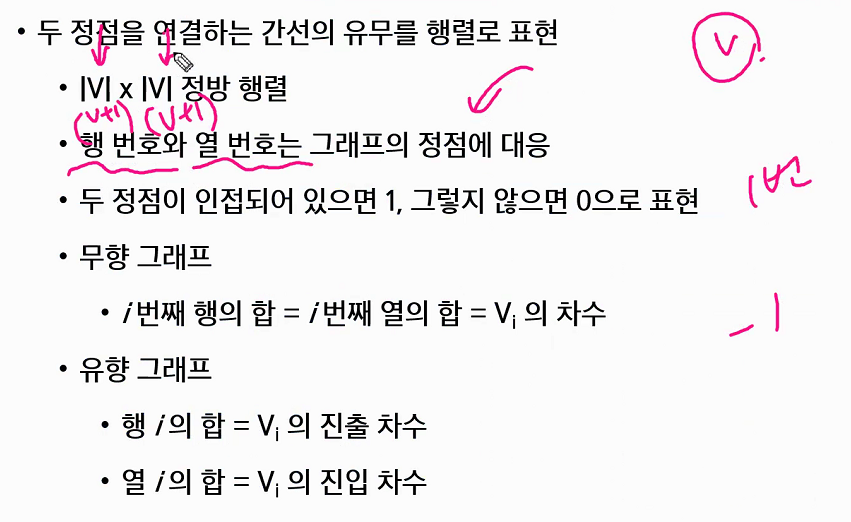 • 두 정점을 연결하는 간선의 유무를 행렬로 표현
V
• |V| x |V| 정방 행렬
(V+1) (V+1)
• 행 번호와 열 번호는 그래프의 정점에 대응
1번
• 두 정점이 인접되어 있으면 1, 그렇지 않으면 0으로 표현
• 무향 그래프
• i 번째 행의 합 = i 번째 열의 합 = Vi 의 차수
-1
• 유향 그래프
• 행 i 의 합 = Vi 의 진출 차수
• 열 i 의 합 = Vi 의 진입 차수